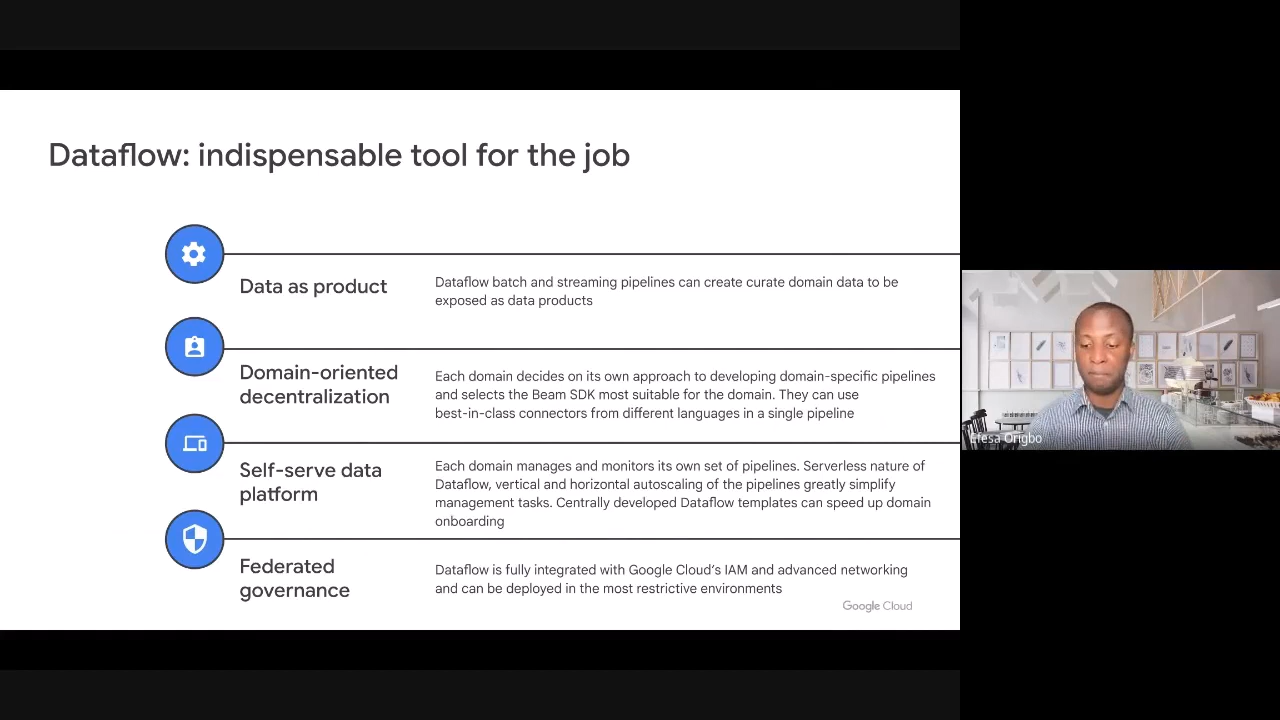 Dataflow: indispensable tool for the job
Data as product
Dataflow batch and streaming pipelines can create curate domain data to be
exposed as data products
Domain-oriented
decentralization
Each domain decides on its own approach to developing domain-specific pipelines
and selects the Beam SDK most suitable for the domain. They can use
best-in-class connectors from different languages in a single pipeline
Self-serve data
platform
Each domain manages and monitors its own set of pipelines. Serverless nature of
Dataflow, vertical and horizontal autoscaling of the pipelines greatly simplify
management tasks. Centrally developed Dataflow templates can speed up domain
onboarding
Federated
governance
Dataflow is fully integrated with Google Cloud's IAM and advanced networking
and can be deployed in the most restrictive environments
Google Cloud
Efesa Origbo